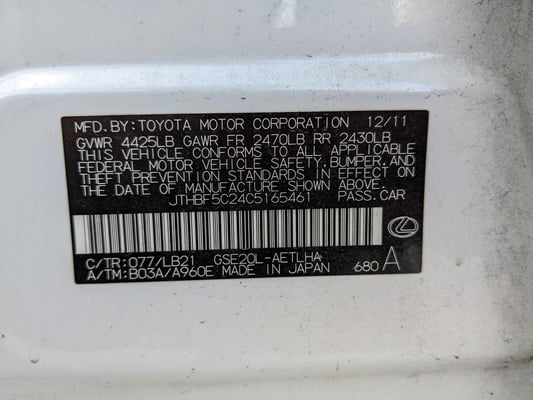 MFD. BY: TOYOTA MOTOR CORPORATION 12/11
GVWR 4425LB GAWR FR 2470LB RR 2430LB
THIS VEHICLE CONFORMS TO ALL APPLICABLE
FEDERAL MOTOR VEHICLE SAFETY, BUMPER, AND
THEFT PREVENTION STANDARDS IN EFFECT ON
THE DATE OF MANUFACTURE SHOWN ABOVE.
JTHBF5C24C5165461 PASS. CAR
C/TR: 077/LB21 GSE20L-AETLHA
A/TM: B03A/A960E MADE IN JAPAN 680 A